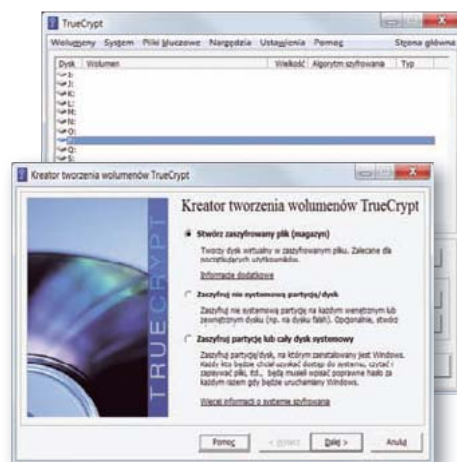 TrueCrypt
Wolumeny System Pliki kluczowe Narzędzia Ustawienia Pomoc Strona główna
Dysk Wolumen Wielkość Algorytm szyfrowania Typ
I:
J:
K:
L:
M:
N:
O:
Q:
S:
Kreator tworzenia wolumenów TrueCrypt
Kreator tworzenia wolumenów TrueCrypt
Stwórz zaszyfrowany plik (magazyn)
Tworzy dysk wirtualny w zaszyfrowanym pliku. Zalecane dla
początkujących użytkowników.
Informacje dodatkowe
Zaszyfruj nie systemową partycję/dysk
Zaszyfruj nie systemową partycję na każdym wewnętrznym lub
zewnętrznym dysku (np. na dysku flash). Opcjonalnie, stwórz
Zaszyfruj partycję lub cały dysk systemowy
Zaszyfruj partycję/dysk, na którym zainstalowany jest Windows.
Każdy kto będzie chciał uzyskać dostęp do systemu, czytać i
zapisywać pliki, itd., będą musieli wpisać poprawne hasło za
każdym razem gdy będzie uruchamiany Windows.
Więcej informacji o systemie szyfrowania
TRUECRYPT
Pomoc < Wstecz Dalej > Anuluj